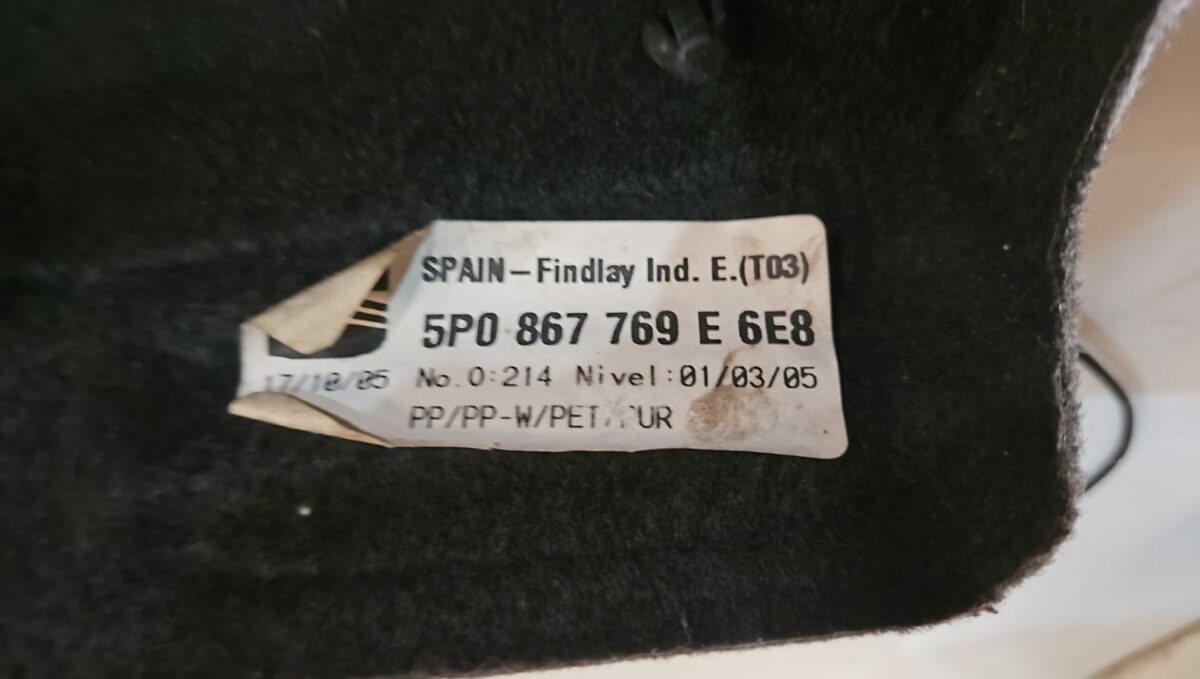 SPAIN – Findlay Ind. E.(T03)
5P0 867 769 E 6E8
17/10/05 No.0:214 Nivel:01/03/05
PP/PP-W/PET/PUR